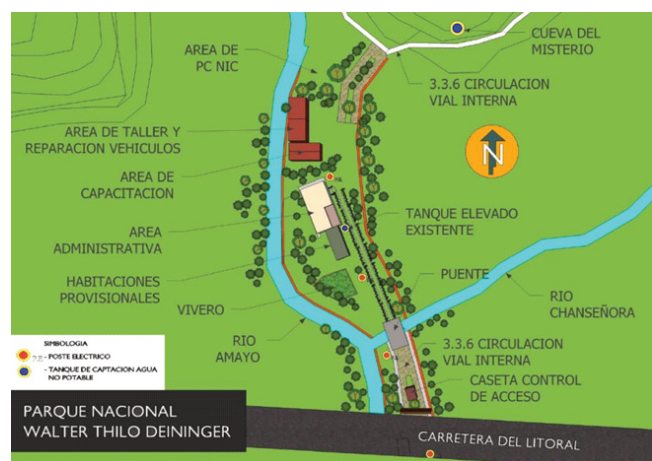 AREA DE
PC NIC
CUEVA DEL
MISTERIO
3.3.6 CIRCULACION
VIAL INTERNA
AREA DE TALLER Y
REPARACION VEHICULOS
N
AREA DE
CAPACITACION
AREA
ADMINISTRATIVA
TANQUE ELEVADO
EXISTENTE
HABITACIONES
PROVISIONALES
PUENTE
VIVERO
RIO
CHANSEÑORA
RIO
AMAYO
3.3.6 CIRCULACION
VIAL INTERNA
CASETA CONTROL
DE ACCESO
SIMBOLOGIA
- POSTE ELECTRICO
- TANQUE DE CAPTACION AGUA
NO POTABLE
PARQUE NACIONAL
WALTER THILO DEININGER
CARRETERA DEL LITORAL